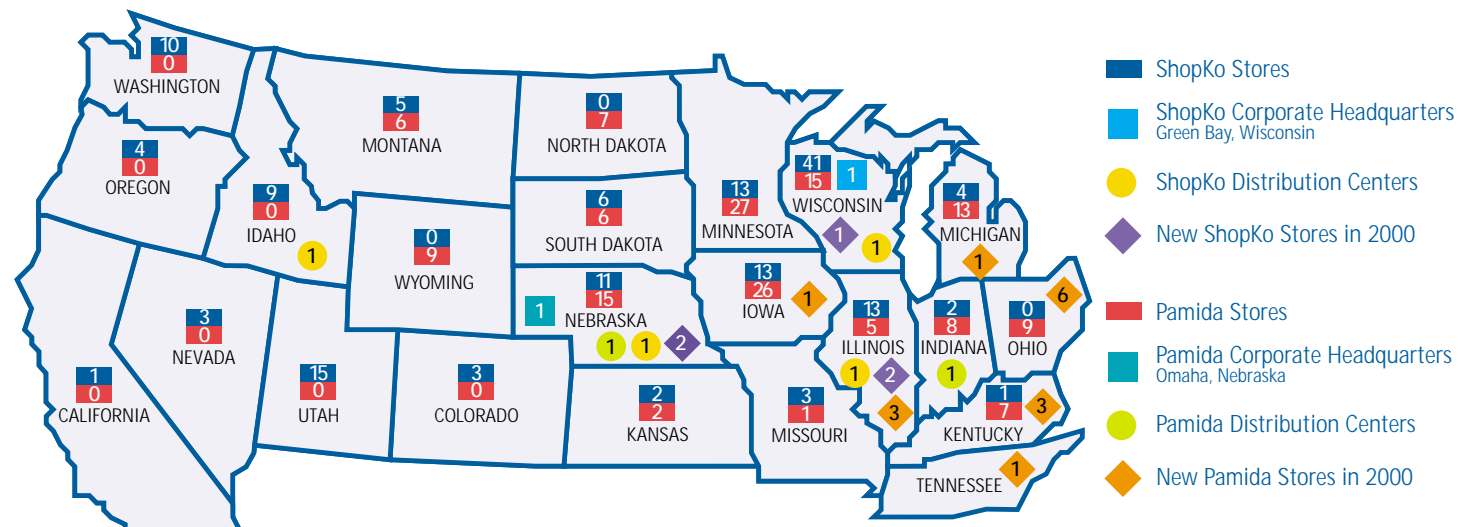 10
0
WASHINGTON
4
0
OREGON
9
0
IDAHO
1
5
6
MONTANA
0
7
NORTH DAKOTA
6
6
SOUTH DAKOTA
0
9
WYOMING
1
11
15
NEBRASKA
1
1
2
13
27
MINNESOTA
41
15
1
WISCONSIN
1
1
4
13
MICHIGAN
1
13
26
IOWA
1
13
5
ILLINOIS
1
2
3
2
8
INDIANA
1
0
9
OHIO
6
3
0
NEVADA
1
0
CALIFORNIA
15
0
UTAH
3
0
COLORADO
2
2
KANSAS
3
1
MISSOURI
1
7
KENTUCKY
3
1
TENNESSEE
ShopKo Stores
ShopKo Corporate Headquarters
Green Bay, Wisconsin
ShopKo Distribution Centers
New ShopKo Stores in 2000
Pamida Stores
Pamida Corporate Headquarters
Omaha, Nebraska
Pamida Distribution Centers
New Pamida Stores in 2000